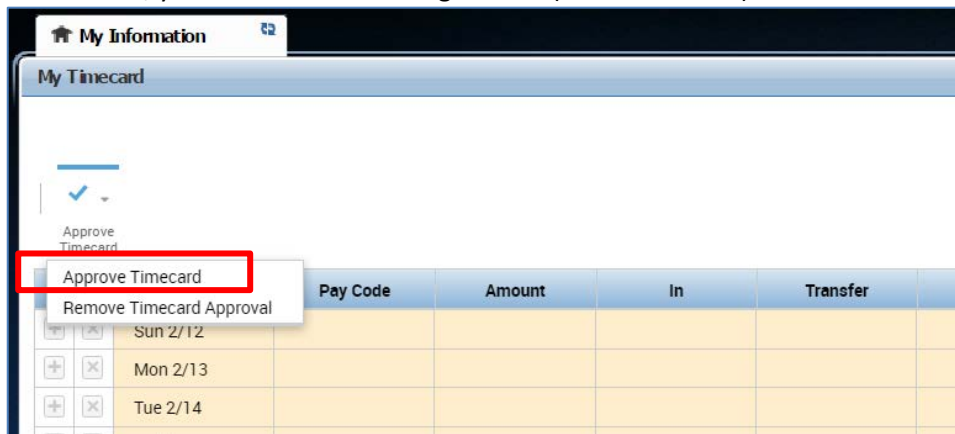 My Information
My Timecard
Approve
Timecard
Approve Timecard
Remove Timecard Approval
Pay Code Amount In Transfer
Sun 2/12
Mon 2/13
Tue 2/14